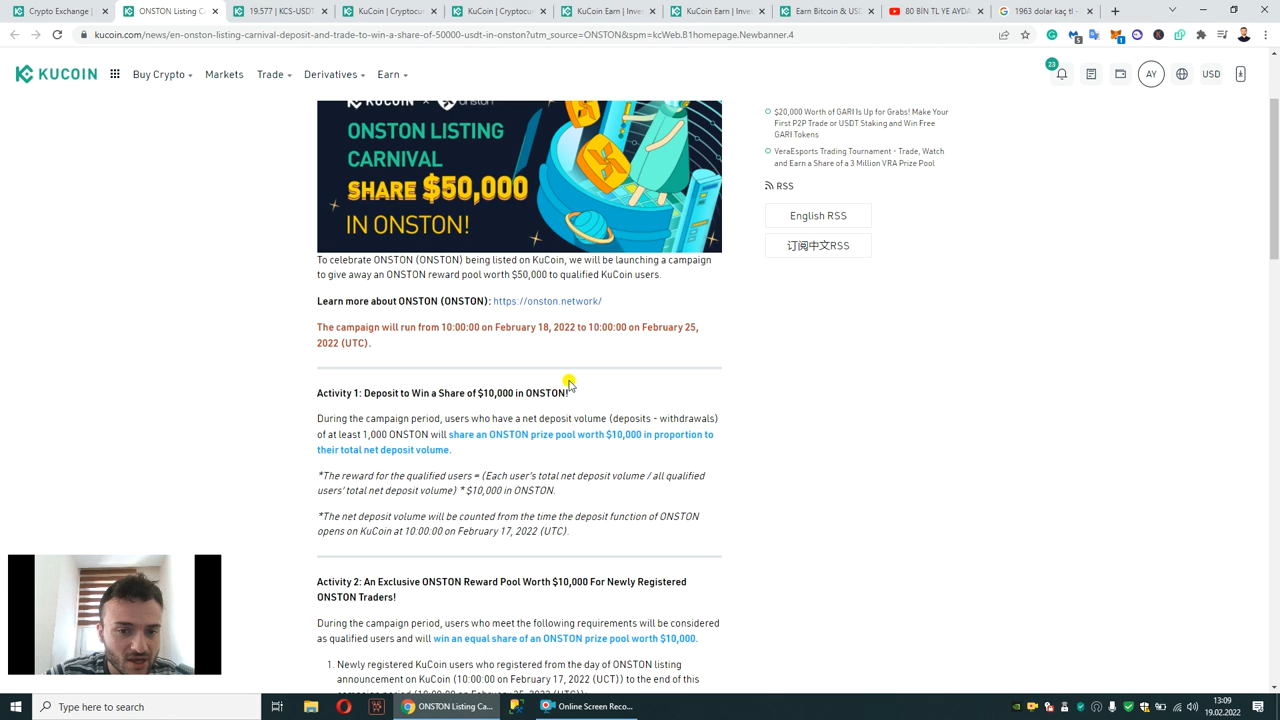 Crypto Exchange |
ONSTON Listing C
19.577 | KCS-USDT
KuCoin | Cryptocur
KuCoin | Cryptocur
KuCoin Earn | Inves
KuCoin Earn | Inves
Earn Bitcoin & USD
80 BİN TL YE AYDA
1963 dolar kaç tl -
kucoin.com/news/en-onston-listing-carnival-deposit-and-trade-to-win-a-share-of-50000-usdt-in-onston?utm_source=ONSTON&spm=kcWeb.B1homepage.Newbanner.4
KUCOIN
Buy Crypto
Markets
Trade
Derivatives
Earn
23
AY
USD
KUCOIN × onston
ONSTON LISTING
CARNIVAL
SHARE $50,000
IN ONSTON!
To celebrate ONSTON (ONSTON) being listed on KuCoin, we will be launching a campaign
to give away an ONSTON reward pool worth $50,000 to qualified KuCoin users.
Learn more about ONSTON (ONSTON): https://onston.network/
The campaign will run from 10:00:00 on February 18, 2022 to 10:00:00 on February 25,
2022 (UTC).
Activity 1: Deposit to Win a Share of $10,000 in ONSTON!
During the campaign period, users who have a net deposit volume (deposits - withdrawals)
of at least 1,000 ONSTON will share an ONSTON prize pool worth $10,000 in proportion to
their total net deposit volume.
*The reward for the qualified users = (Each user's total net deposit volume / all qualified
users' total net deposit volume) * $10,000 in ONSTON.
*The net deposit volume will be counted from the time the deposit function of ONSTON
opens on KuCoin at 10:00:00 on February 17, 2022 (UTC).
Activity 2: An Exclusive ONSTON Reward Pool Worth $10,000 For Newly Registered
ONSTON Traders!
During the campaign period, users who meet the following requirements will be considered
as qualified users and will win an equal share of an ONSTON prize pool worth $10,000.
1. Newly registered KuCoin users who registered from the day of ONSTON listing
announcement on KuCoin (10:00:00 on February 17, 2022 (UCT)) to the end of this
campaign period (10:00:00 on February 25, 2022 (UTC));
$20,000 Worth of GARI Is Up for Grabs! Make Your
First P2P Trade or USDT Staking and Win Free
GARI Tokens
VeraEsports Trading Tournament - Trade, Watch
and Earn a Share of a 3 Million VRA Prize Pool
RSS
English RSS
订阅中文RSS
Type here to search
ONSTON Listing Ca...
Online Screen Reco...
13:09
19.02.2022